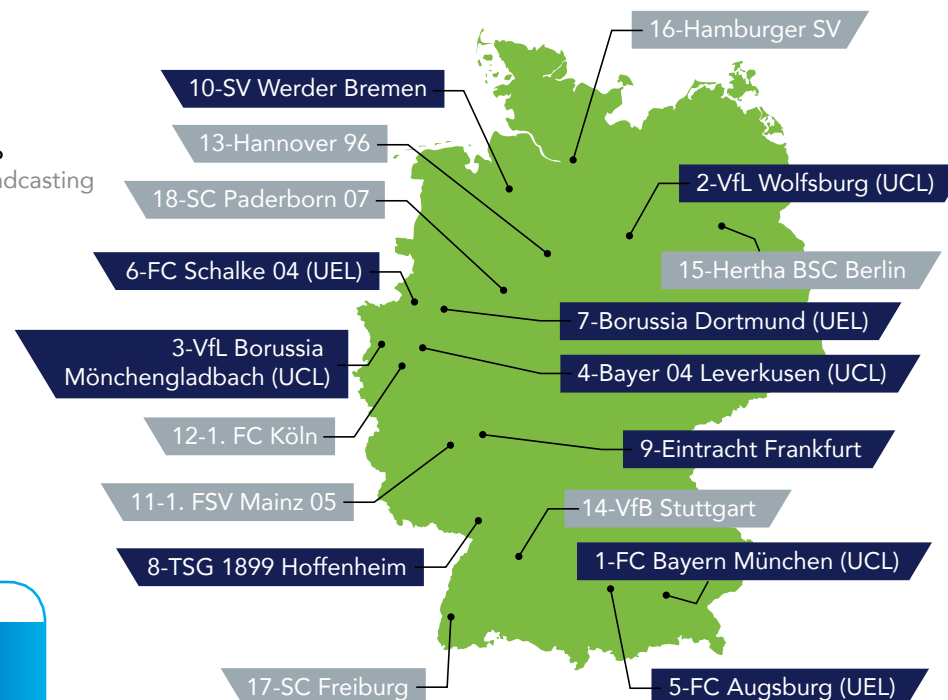 16-Hamburger SV
10-SV Werder Bremen
13-Hannover 96
18-SC Paderborn 07
2-VfL Wolfsburg (UCL)
6-FC Schalke 04 (UEL)
15-Hertha BSC Berlin
7-Borussia Dortmund (UEL)
3-VfL Borussia
Mönchengladbach (UCL)
4-Bayer 04 Leverkusen (UCL)
12-1. FC Köln
9-Eintracht Frankfurt
11-1. FSV Mainz 05
14-VfB Stuttgart
8-TSG 1899 Hoffenheim
1-FC Bayern München (UCL)
17-SC Freiburg
5-FC Augsburg (UEL)